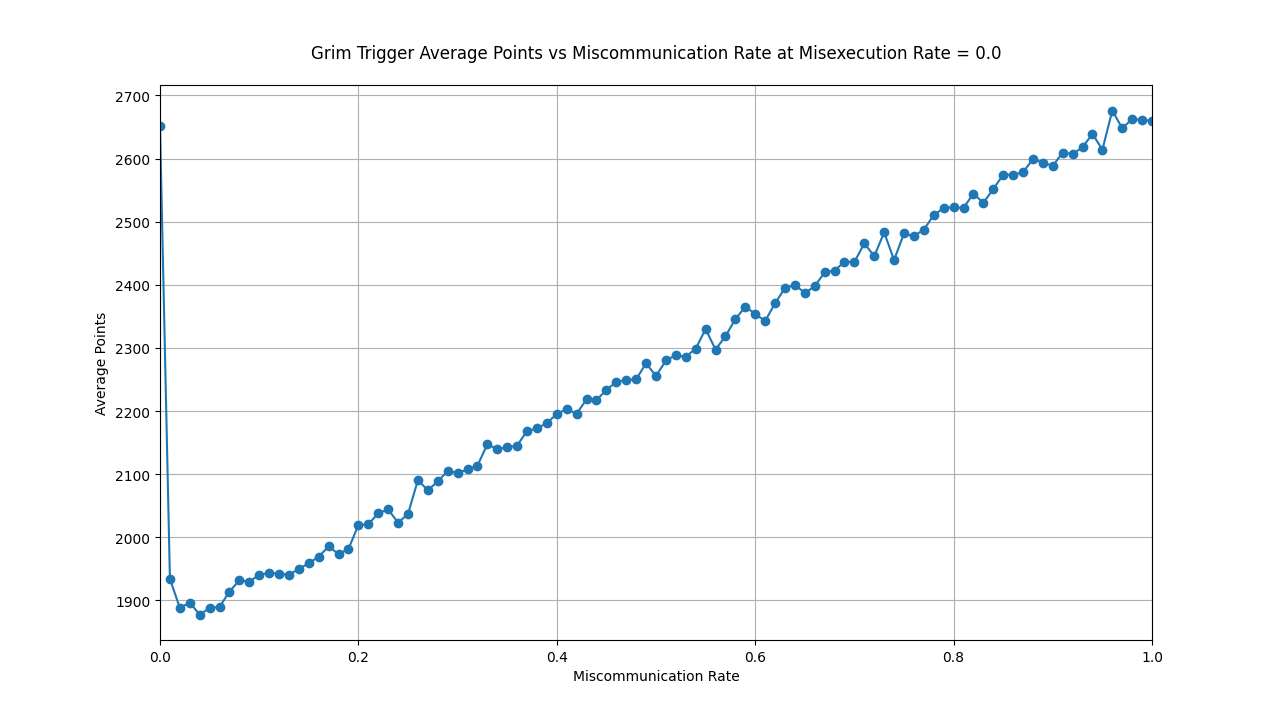 Grim Trigger Average Points vs Miscommunication Rate at Misexecution Rate = 0.0
2700
2600
2500
2400
2300
2200
2100
2000
1900
Average Points
0.0 0.2 0.4 0.6 0.8 1.0
Miscommunication Rate